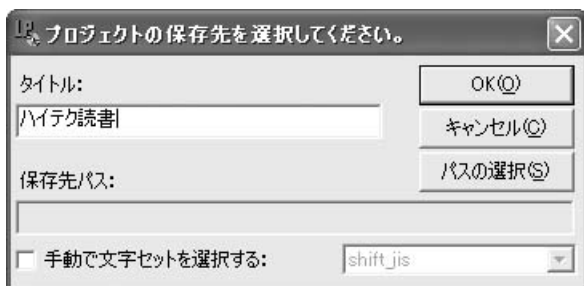 プロジェクトの保存先を選択してください。
タイトル:
OK(O)
ハイテク読書
キャンセル(C)
保存先パス:
パスの選択(S)
手動で文字セットを選択する:
shift_jis